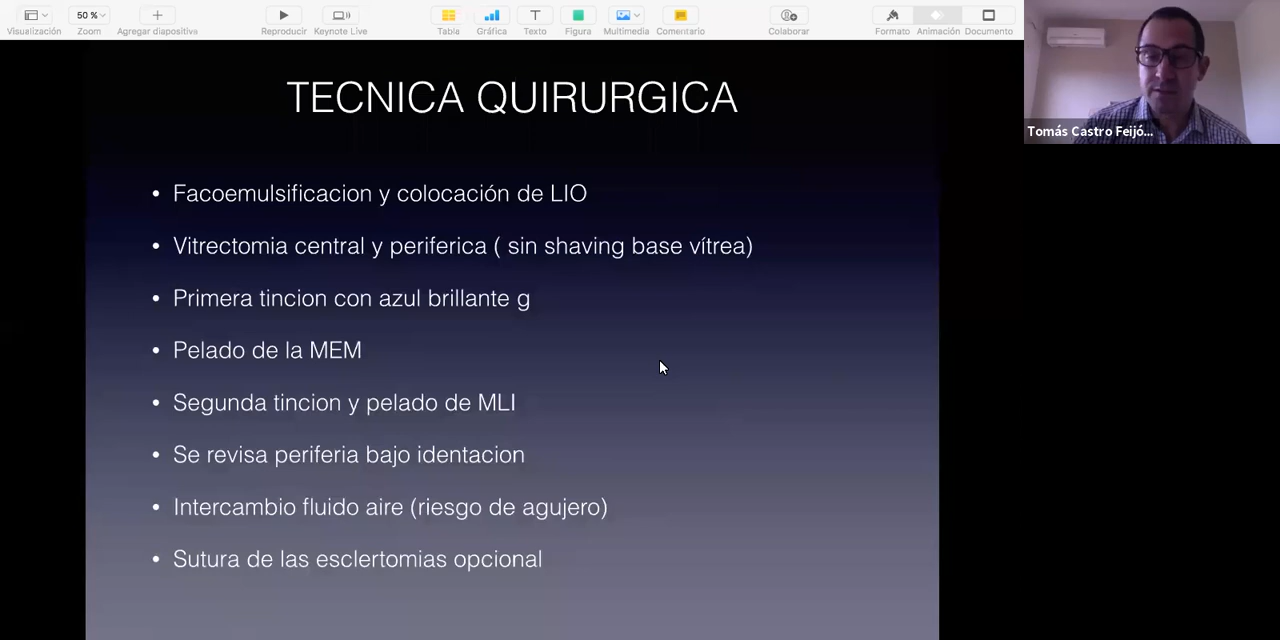 50 %
Visualización
Zoom
Agregar diapositiva
Reproducir
Keynote Live
Tabla
Gráfica
Texto
Figura
Multimedia
Comentario
Colaborar
Formato
Animación
Documento
Tomás Castro Feijó...
TECNICA QUIRURGICA
• Facoemulsificacion y colocación de LIO
• Vitrectomia central y periferica ( sin shaving base vítrea)
• Primera tincion con azul brillante g
• Pelado de la MEM
• Segunda tincion y pelado de MLI
• Se revisa periferia bajo identacion
• Intercambio fluido aire (riesgo de agujero)
• Sutura de las esclertomias opcional